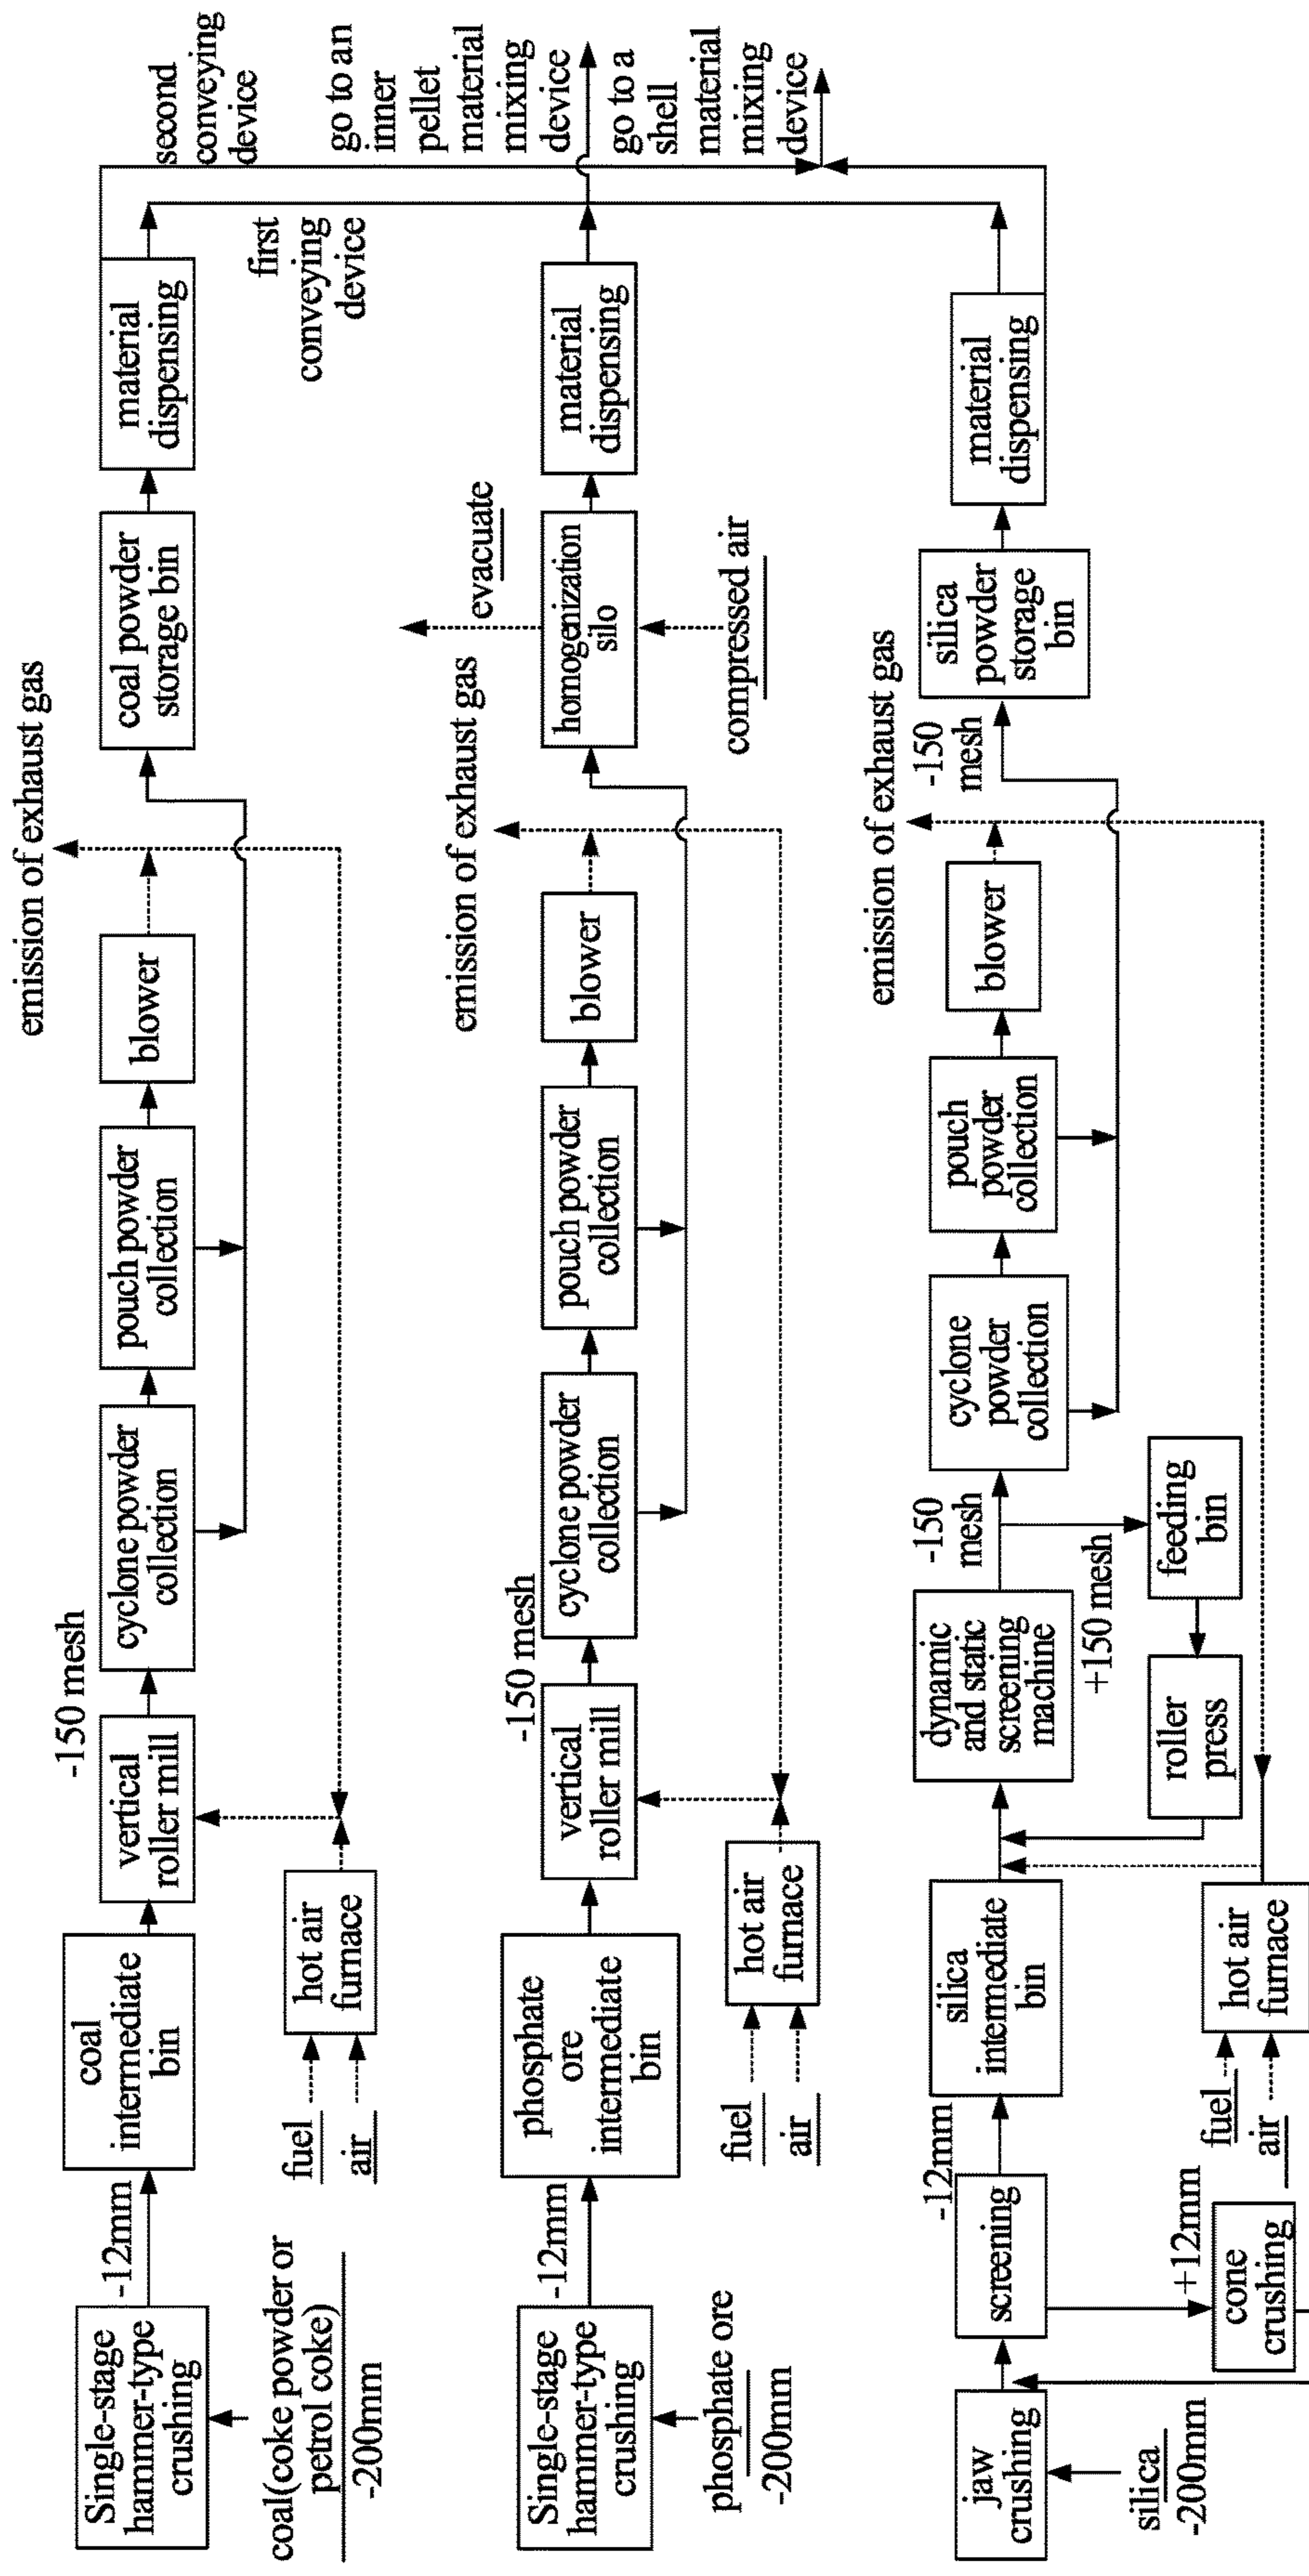 Single-stage
hammer-type
crushing
coal(coke powder or
petrol coke)
-200mm
-12mm
coal
intermediate
bin
fuel
air
hot air
furnace
vertical
roller mill
-150 mesh
cyclone powder
collection
pouch powder
collection
blower
emission of exhaust gas
coal powder
storage bin
material
dispensing
first
conveying
device
second
conveying
device
Single-stage
hammer-type
crushing
phosphate ore
-200mm
-12mm
phosphate
ore
intermediate
bin
fuel
air
hot air
furnace
vertical
roller mill
-150 mesh
cyclone powder
collection
pouch powder
collection
blower
emission of exhaust gas
homogenization
silo
evacuate
compressed air
material
dispensing
go to an
inner
pellet
material
mixing
device
go to a
shell
material
mixing
device
jaw
crushing
silica
-200mm
screening
-12mm
+12mm
cone
crushing
silica
intermediate
bin
fuel
air
hot air
furnace
dynamic
and static
screening
machine
-150
mesh
+150 mesh
feeding
bin
roller
press
cyclone
powder
collection
pouch
powder
collection
blower
emission of exhaust gas
-150
mesh
silica
powder
storage
bin
material
dispensing